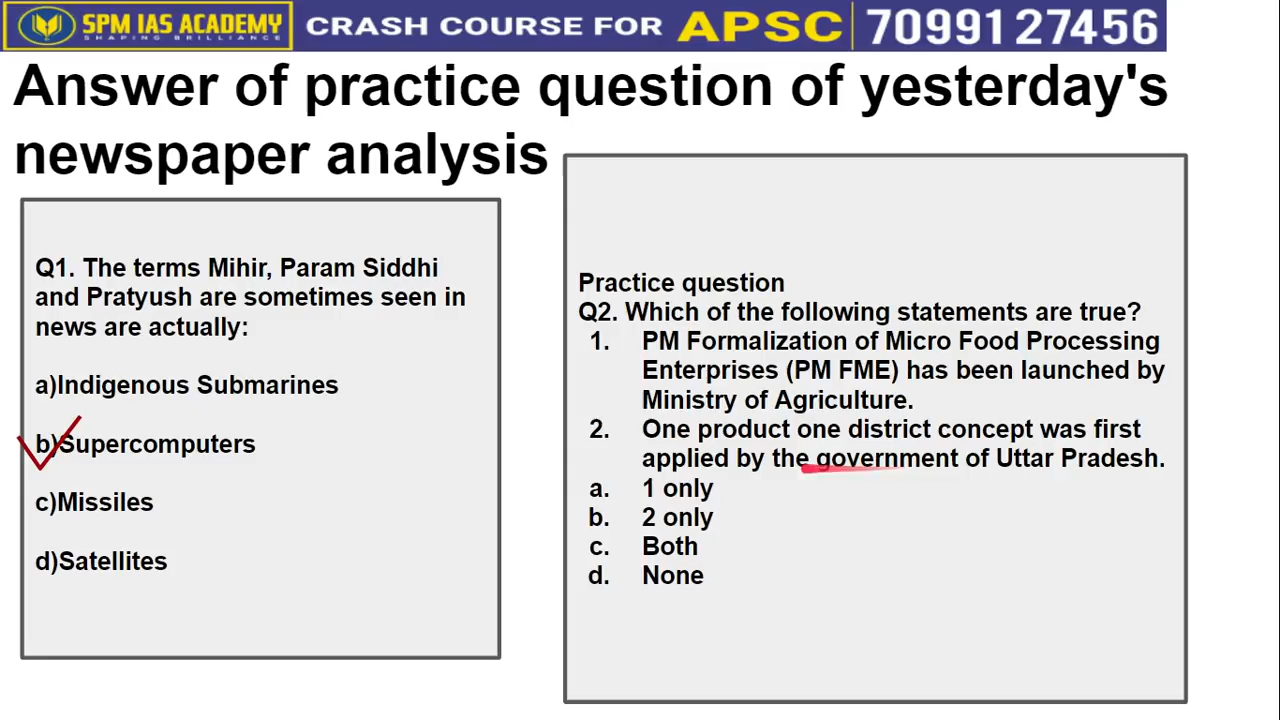 SPM IAS ACADEMY
SHAPING BRILLIANCE
CRASH COURSE FOR APSC 70991 27456
Answer of practice question of yesterday's
newspaper analysis
Q1. The terms Mihir, Param Siddhi
and Pratyush are sometimes seen in
news are actually:
a)Indigenous Submarines
b)Supercomputers
c)Missiles
d)Satellites
Practice question
Q2. Which of the following statements are true?
1. PM Formalization of Micro Food Processing
Enterprises (PM FME) has been launched by
Ministry of Agriculture.
2. One product one district concept was first
applied by the government of Uttar Pradesh.
a. 1 only
b. 2 only
c. Both
d. None